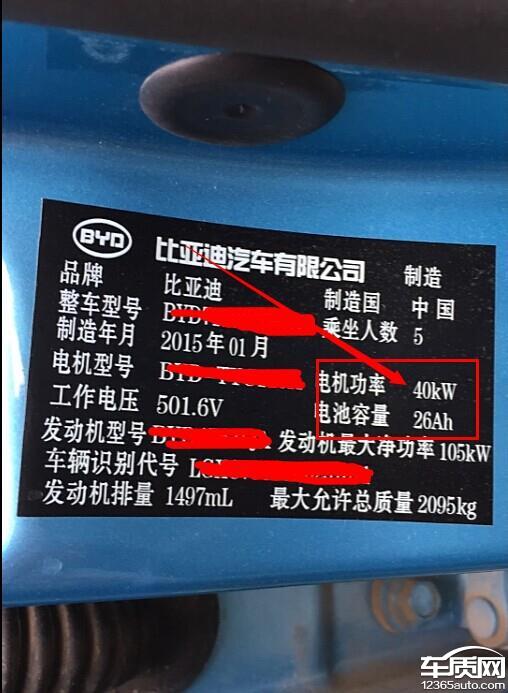 BYD 比亚迪汽车有限公司 制造
品牌 比亚迪 制造国 中国
整车型号 乘坐人数 5
制造年月 2015年01月
电机型号 电机功率 40kW
工作电压 501.6V 电池容量 26Ah
发动机型号 发动机最大净功率 105kW
车辆识别代号
发动机排量 1497mL 最大允许总质量 2095kg
车质网
12365auto.com